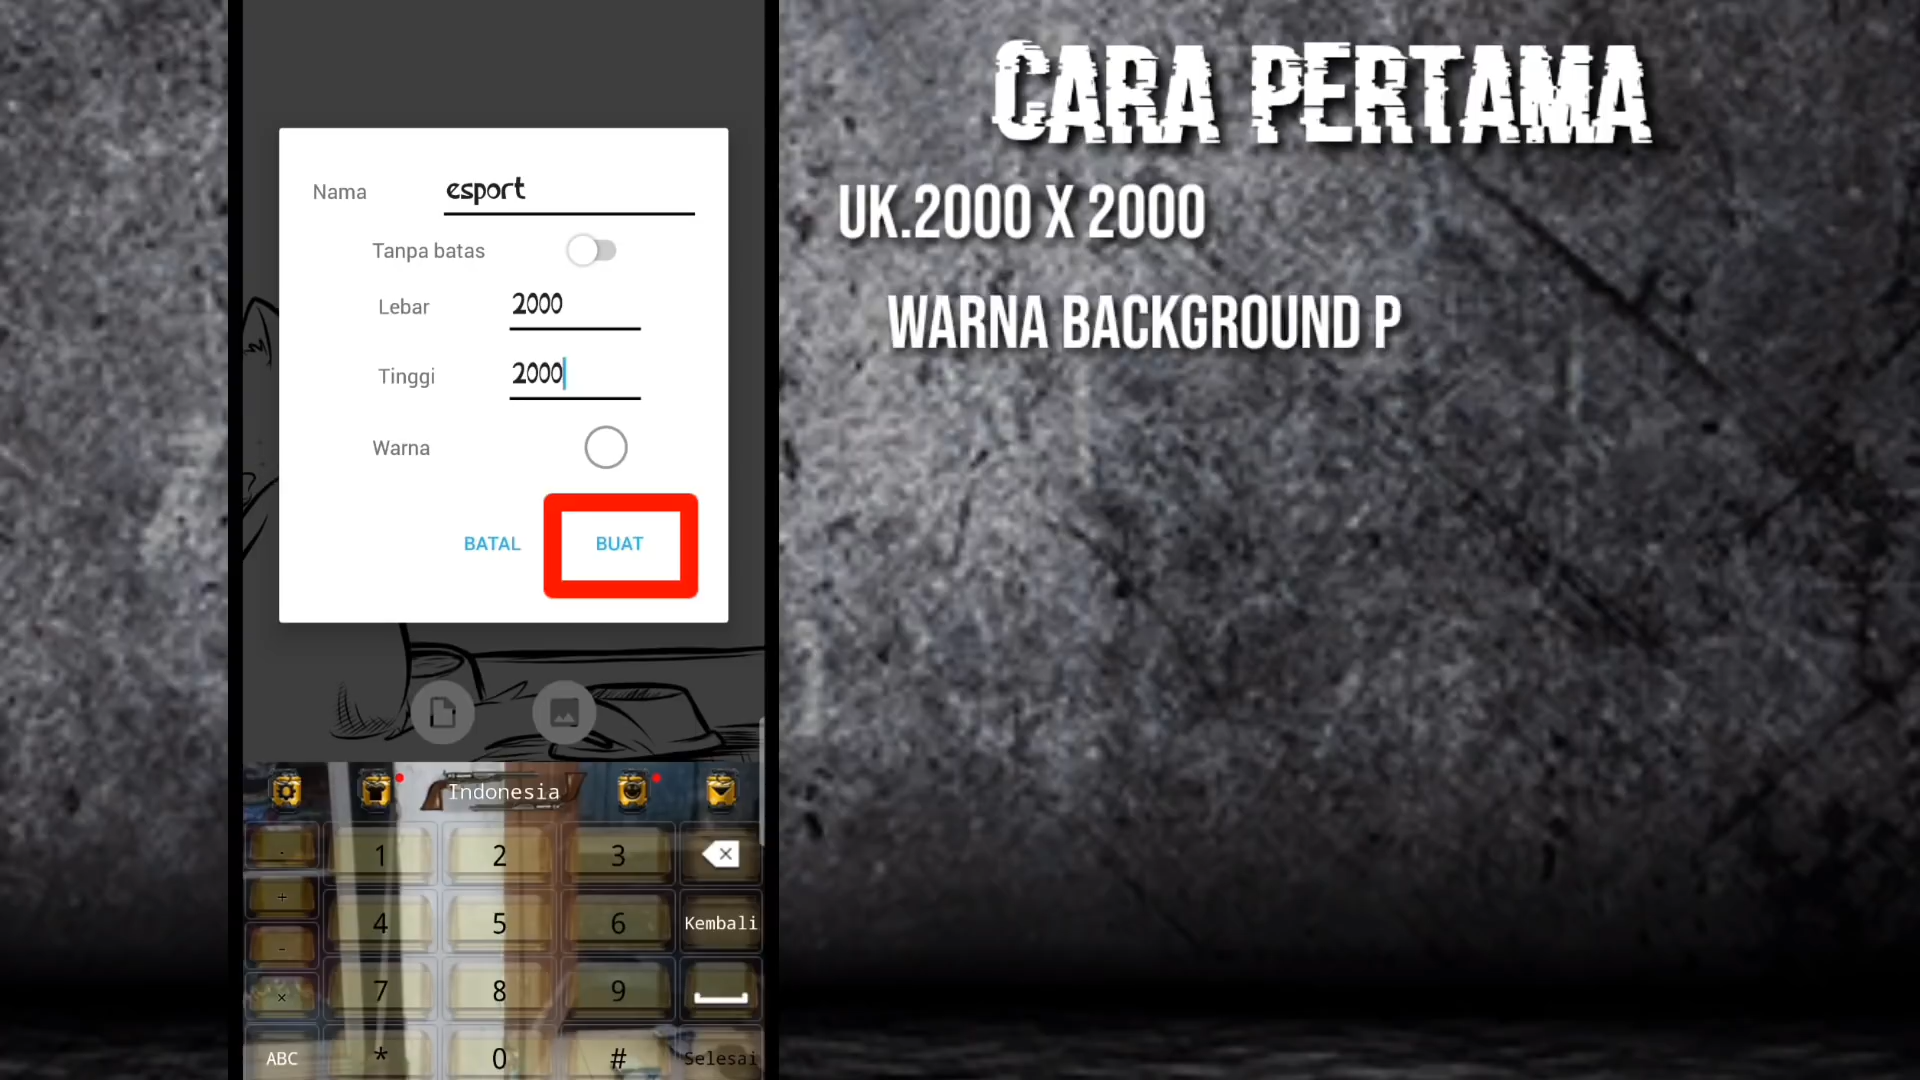 CARA PERTAMA
UK.2000 X 2000
WARNA BACKGROUND P
Nama esport
Tanpa batas
Lebar 2000
Tinggi 2000
Warna
BATAL BUAT
Indonesia
. 1 2 3
+
4 5 6 Kembali
-
7 8 9
×
ABC * 0 # Selesai